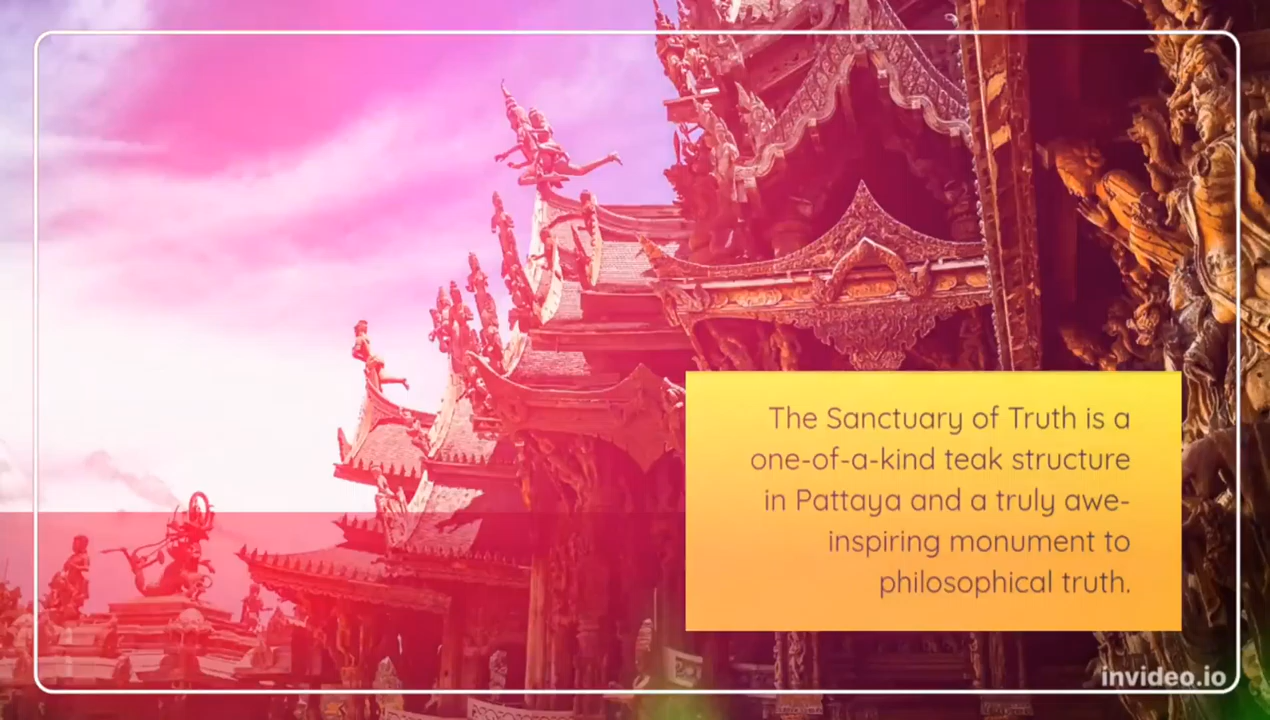 The Sanctuary of Truth is a
one-of-a-kind teak structure
in Pattaya and a truly awe-
inspiring monument to
philosophical truth.
invideo.io